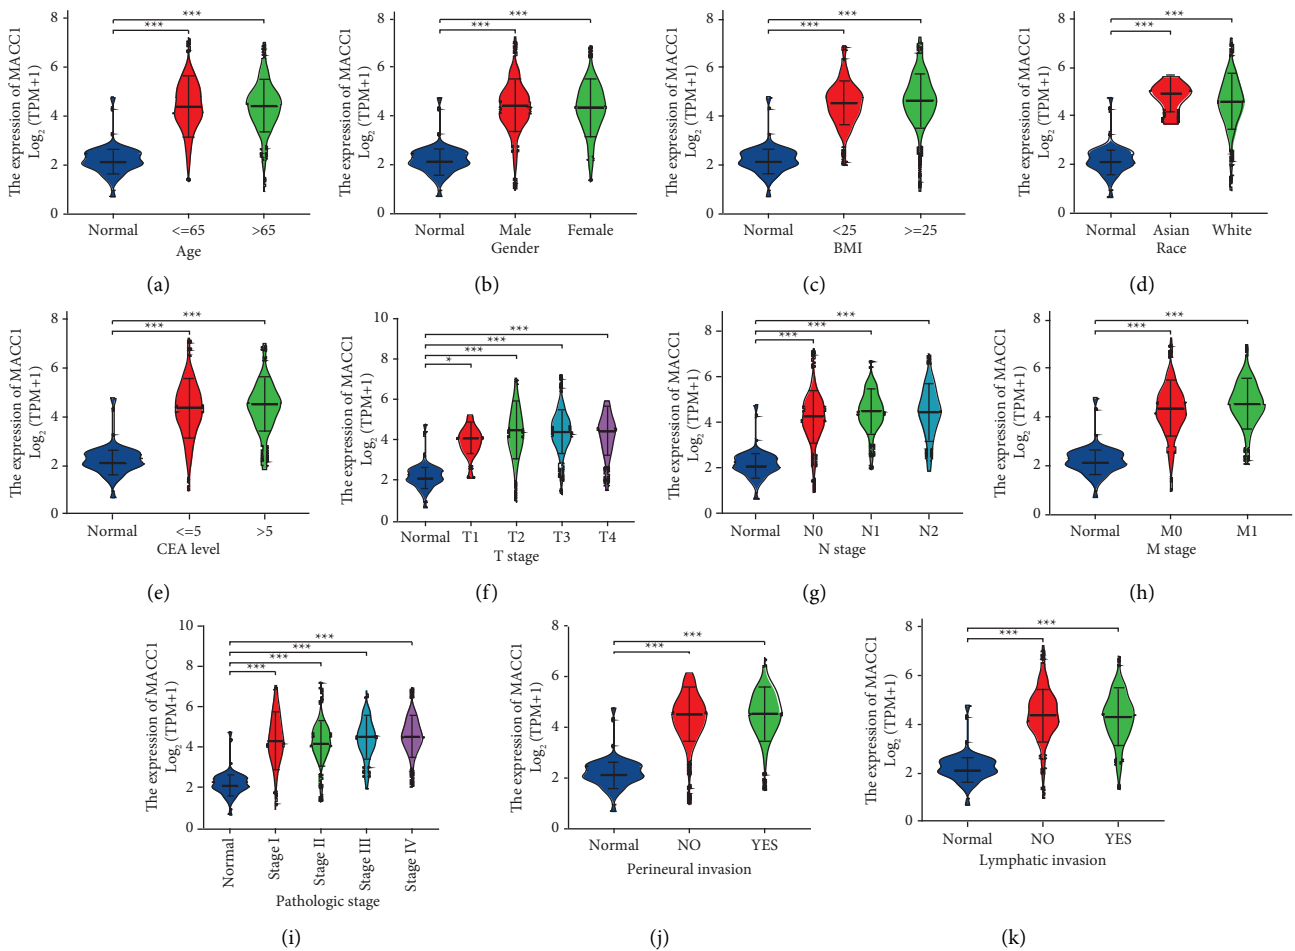 The expression of MACC1
Log2 (TPM+1)
8
6
4
2
0
***
***
Normal
<=65
>65
Age
(a)
The expression of MACC1
Log2 (TPM+1)
8
6
4
2
0
***
***
Normal
Male
Female
Gender
(b)
The expression of MACC1
Log2 (TPM+1)
8
6
4
2
0
***
***
Normal
<25
>=25
BMI
(c)
The expression of MACC1
Log2 (TPM+1)
8
6
4
2
0
***
***
Normal
Asian
White
Race
(d)
The expression of MACC1
Log2 (TPM+1)
8
6
4
2
0
***
***
Normal
<=5
>5
CEA level
(e)
The expression of MACC1
Log2 (TPM+1)
10
8
6
4
2
0
***
***
***
*
Normal
T1
T2
T3
T4
T stage
(f)
The expression of MACC1
Log2 (TPM+1)
8
6
4
2
0
***
***
***
Normal
N0
N1
N2
N stage
(g)
The expression of MACC1
Log2 (TPM+1)
8
6
4
2
0
***
***
Normal
M0
M1
M stage
(h)
The expression of MACC1
Log2 (TPM+1)
10
8
6
4
2
0
***
***
***
***
Normal
Stage I
Stage II
Stage III
Stage IV
Pathologic stage
(i)
The expression of MACC1
Log2 (TPM+1)
8
6
4
2
0
***
***
Normal
NO
YES
Perineural invasion
(j)
The expression of MACC1
Log2 (TPM+1)
8
6
4
2
0
***
***
Normal
NO
YES
Lymphatic invasion
(k)